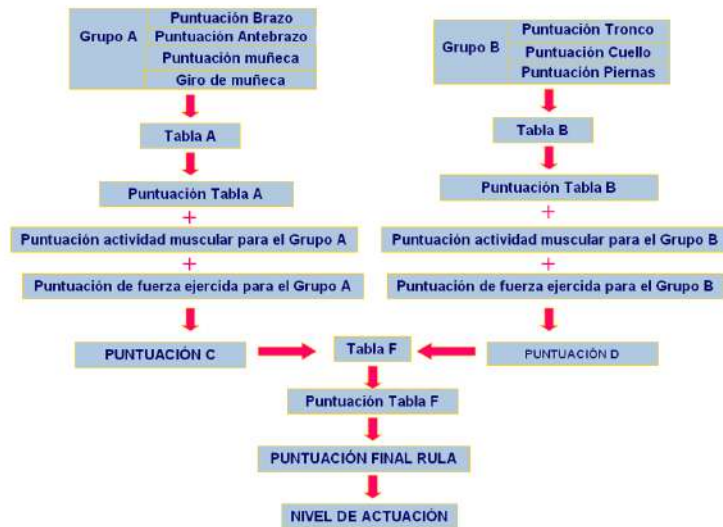 Grupo A
Puntuación Brazo
Puntuación Antebrazo
Puntuación muñeca
Giro de muñeca
Tabla A
Puntuación Tabla A
+
Puntuación actividad muscular para el Grupo A
+
Puntuación de fuerza ejercida para el Grupo A
PUNTUACIÓN C
Grupo B
Puntuación Tronco
Puntuación Cuello
Puntuación Piernas
Tabla B
Puntuación Tabla B
+
Puntuación actividad muscular para el Grupo B
+
Puntuación de fuerza ejercida para el Grupo B
PUNTUACIÓN D
Tabla F
Puntuación Tabla F
PUNTUACIÓN FINAL RULA
NIVEL DE ACTUACIÓN